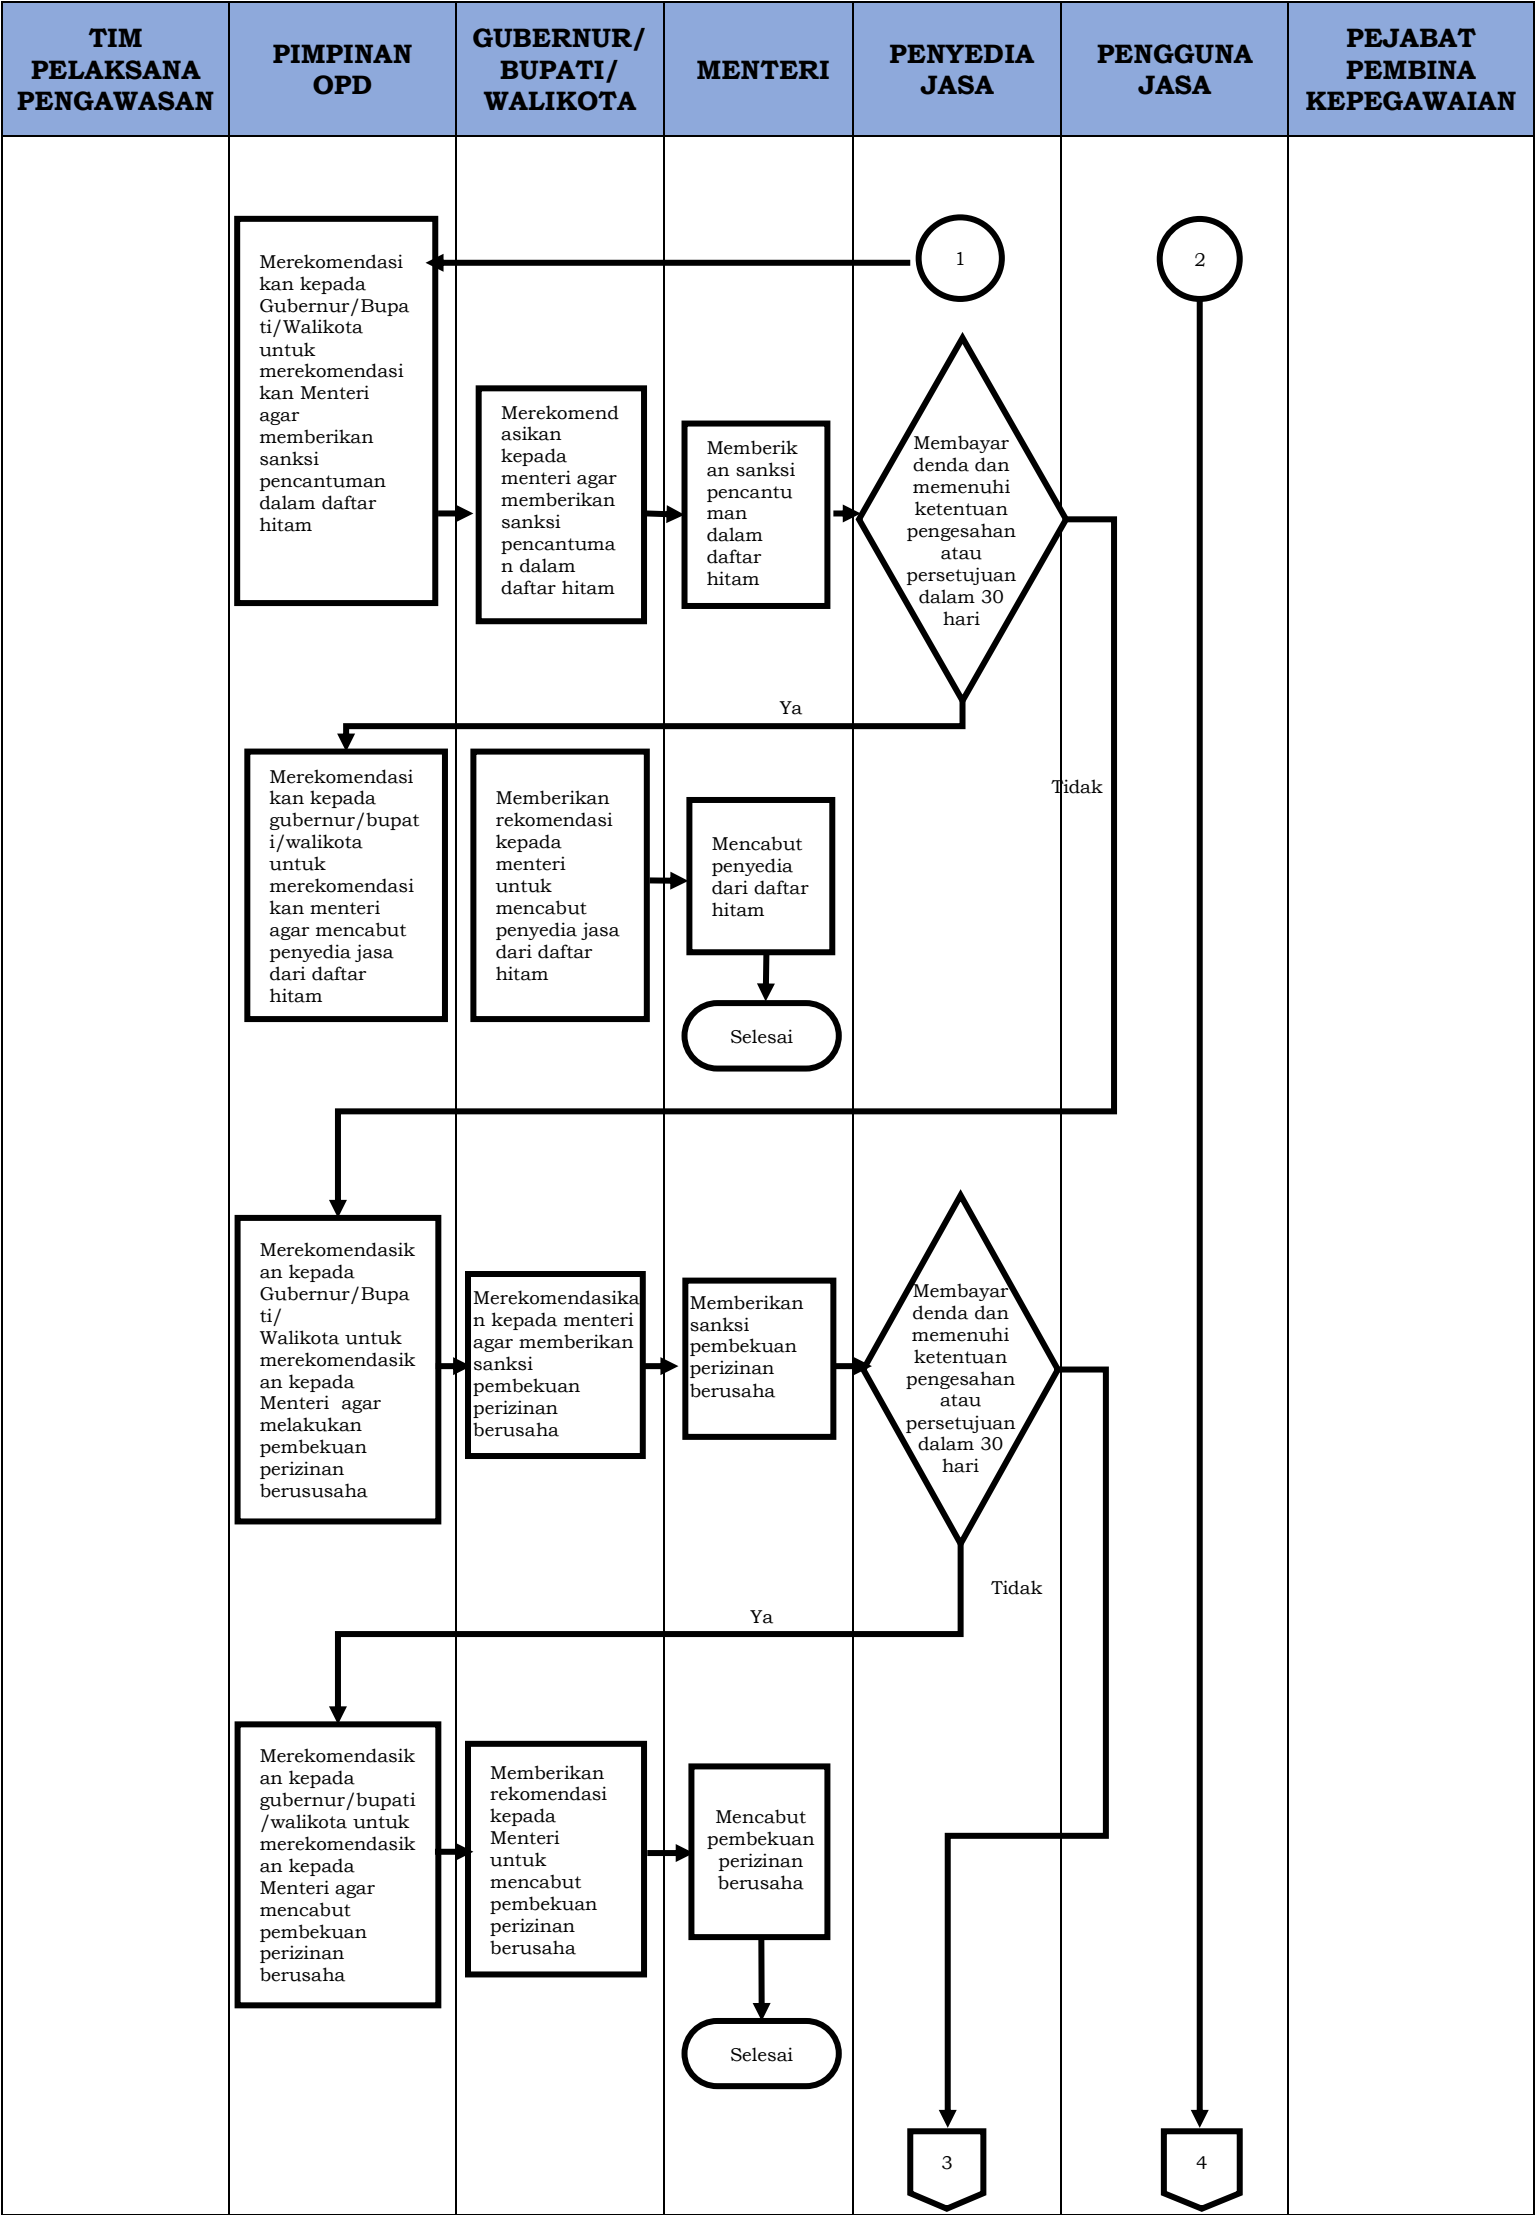 TIM
PELAKSANA
PENGAWASAN
PIMPINAN
OPD
GUBERNUR/
BUPATI/
WALIKOTA
MENTERI
PENYEDIA
JASA
PENGGUNA
JASA
PEJABAT
PEMBINA
KEPEGAWAIAN
1
2
Merekomendasi
kan kepada
Gubernur/Bupa
ti/Walikota
untuk
merekomendasi
kan Menteri
agar
memberikan
sanksi
pencantuman
dalam daftar
hitam
Merekomend
asikan
kepada
menteri agar
memberikan
sanksi
pencantuma
n dalam
daftar hitam
Memberik
an sanksi
pencantu
man
dalam
daftar
hitam
Membayar
denda dan
memenuhi
ketentuan
pengesahan
atau
persetujuan
dalam 30
hari
Ya
Tidak
Merekomendasi
kan kepada
gubernur/bupat
i/walikota
untuk
merekomendasi
kan menteri
agar mencabut
penyedia jasa
dari daftar
hitam
Memberikan
rekomendasi
kepada
menteri
untuk
mencabut
penyedia jasa
dari daftar
hitam
Mencabut
penyedia
dari daftar
hitam
Selesai
Merekomendasik
an kepada
Gubernur/Bupa
ti/
Walikota untuk
merekomendasik
an kepada
Menteri  agar
melakukan
pembekuan
perizinan
berususaha
Merekomendasika
n kepada menteri
agar memberikan
sanksi
pembekuan
perizinan
berusaha
Memberikan
sanksi
pembekuan
perizinan
berusaha
Membayar
denda dan
memenuhi
ketentuan
pengesahan
atau
persetujuan
dalam 30
hari
Tidak
Ya
Merekomendasik
an kepada
gubernur/bupati
/walikota untuk
merekomendasik
an kepada
Menteri agar
mencabut
pembekuan
perizinan
berusaha
Memberikan
rekomendasi
kepada
Menteri
untuk
mencabut
pembekuan
perizinan
berusaha
Mencabut
pembekuan
perizinan
berusaha
Selesai
3
4